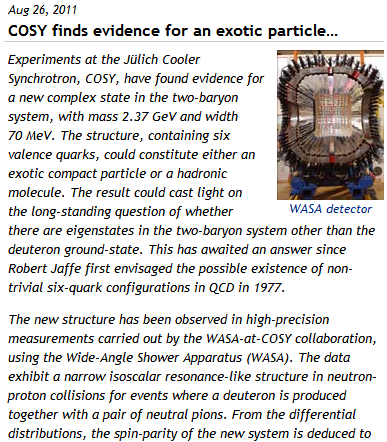 Aug 26, 2011
COSY finds evidence for an exotic particle...
Experiments at the Jülich Cooler
Synchrotron, COSY, have found evidence for
a new complex state in the two-baryon
system, with mass 2.37 GeV and width
70 MeV. The structure, containing six
valence quarks, could constitute either an
exotic compact particle or a hadronic
molecule. The result could cast light on
the long-standing question of whether
WASA detector
there are eigenstates in the two-baryon system other than the
deuteron ground-state. This has awaited an answer since
Robert Jaffe first envisaged the possible existence of non-
trivial six-quark configurations in QCD in 1977.
The new structure has been observed in high-precision
measurements carried out by the WASA-at-COSY collaboration,
using the Wide-Angle Shower Apparatus (WASA). The data
exhibit a narrow isoscalar resonance-like structure in neutron-
proton collisions for events where a deuteron is produced
together with a pair of neutral pions. From the differential
distributions, the spin-parity of the new system is deduced to